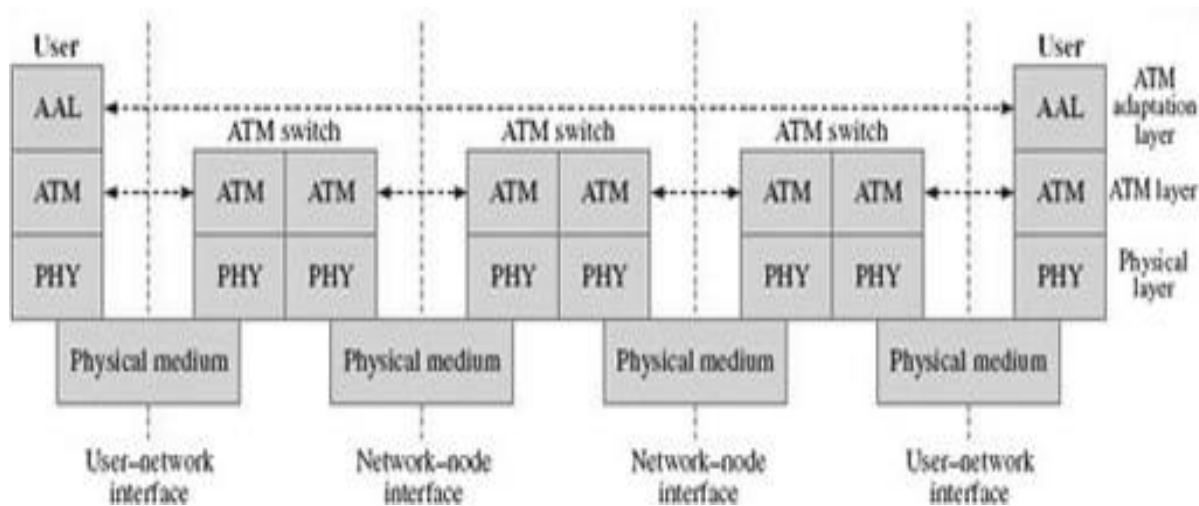 User
User
AAL
AAL
ATM
adaptation
layer
ATM switch
ATM switch
ATM switch
ATM
ATM
ATM
ATM
ATM
ATM
ATM
ATM
ATM layer
PHY
PHY
PHY
PHY
PHY
PHY
PHY
PHY
Physical
layer
Physical medium
Physical medium
Physical medium
Physical medium
User–network
interface
Network–node
interface
Network–node
interface
User–network
interface